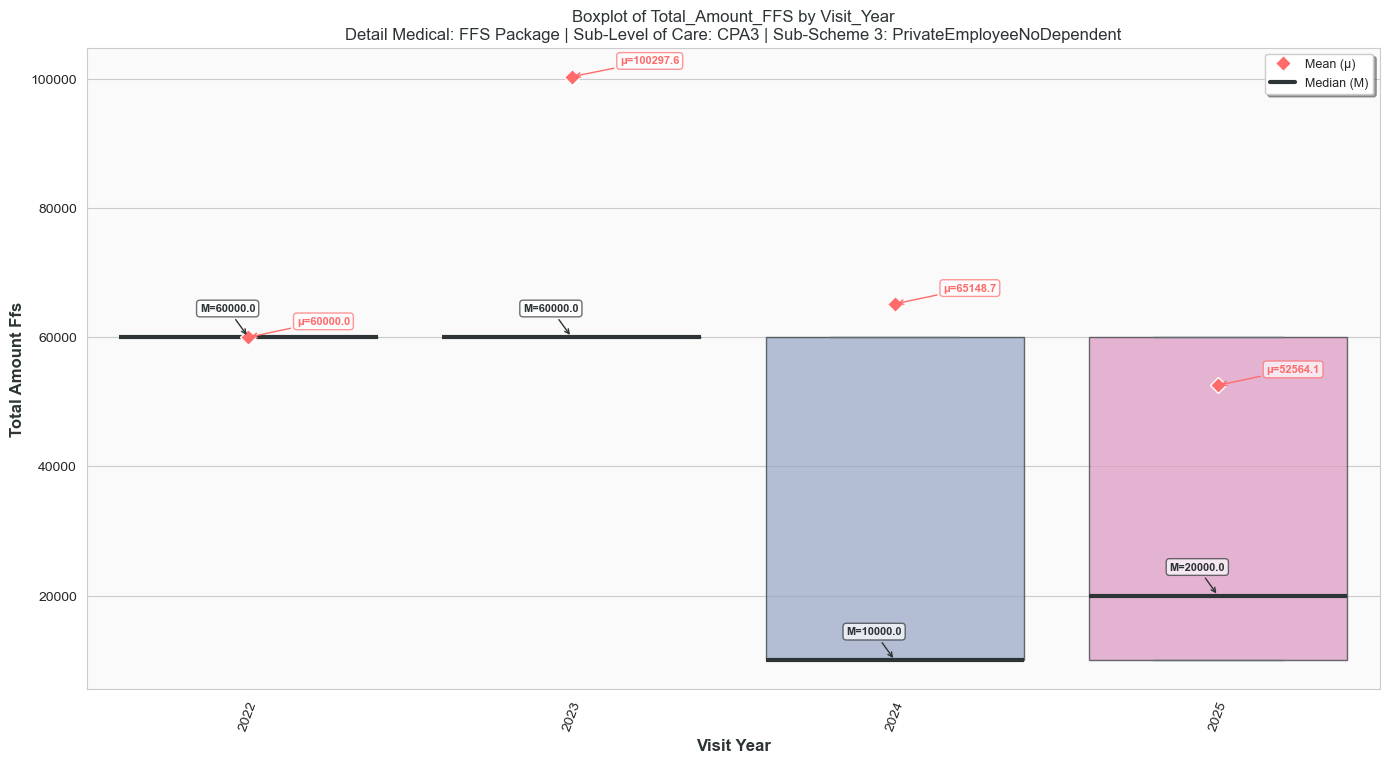 Boxplot of Total_Amount_FFS by Visit_Year
Detail Medical: FFS Package | Sub-Level of Care: CPA3 | Sub-Scheme 3: PrivateEmployeeNoDependent
Mean (μ)
Median (M)
Total Amount Ffs
100000
80000
60000
40000
20000
μ=100297.6
M=60000.0
μ=60000.0
M=60000.0
μ=65148.7
μ=52564.1
M=10000.0
M=20000.0
2022
2023
2024
2025
Visit Year